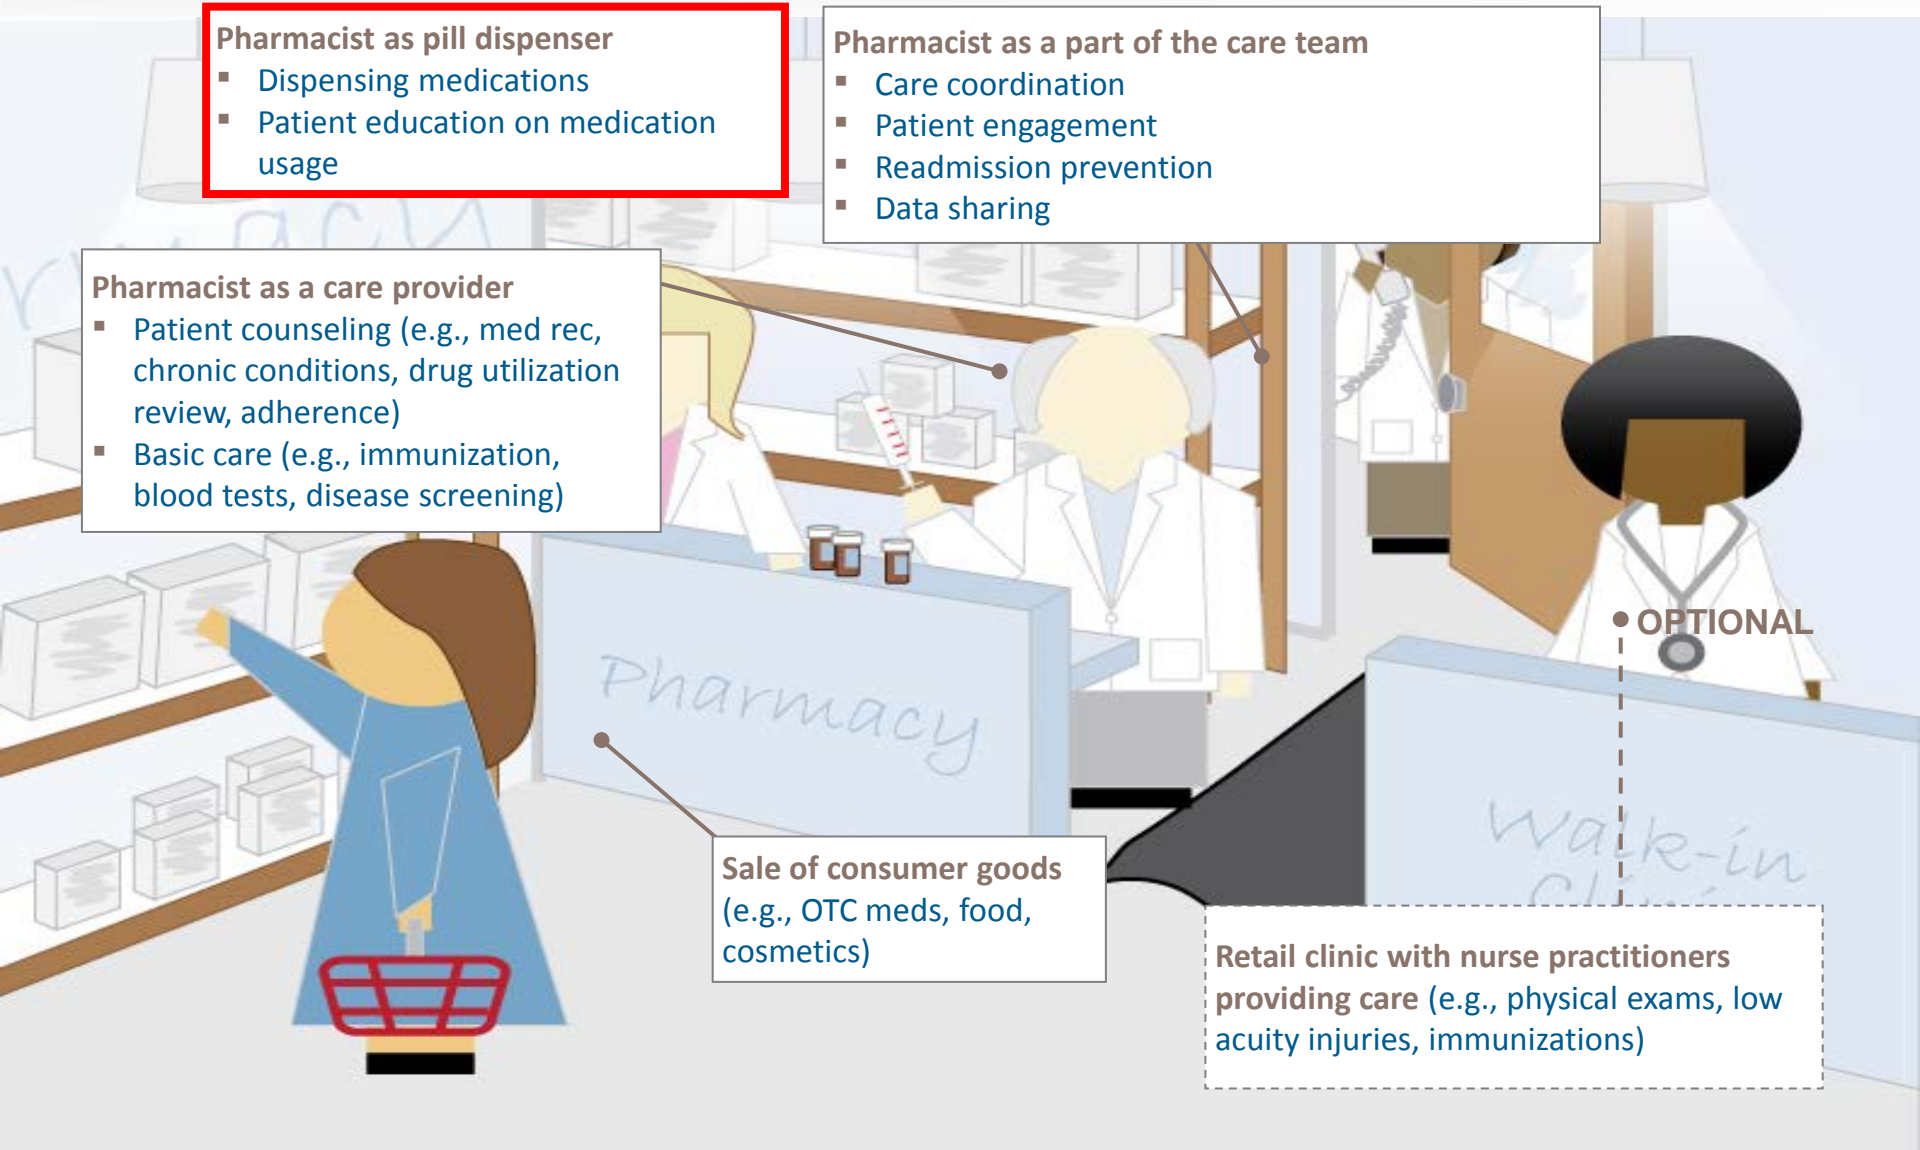 Pharmacist as pill dispenser
▪ Dispensing medications
▪ Patient education on medication
usage
Pharmacist as a part of the care team
▪ Care coordination
▪ Patient engagement
▪ Readmission prevention
▪ Data sharing
Pharmacist as a care provider
▪ Patient counseling (e.g., med rec,
chronic conditions, drug utilization
review, adherence)
▪ Basic care (e.g., immunization,
blood tests, disease screening)
OPTIONAL
Pharmacy
walk-in
Sale of consumer goods
(e.g., OTC meds, food,
cosmetics)
Retail clinic with nurse practitioners
providing care (e.g., physical exams, low
acuity injuries, immunizations)